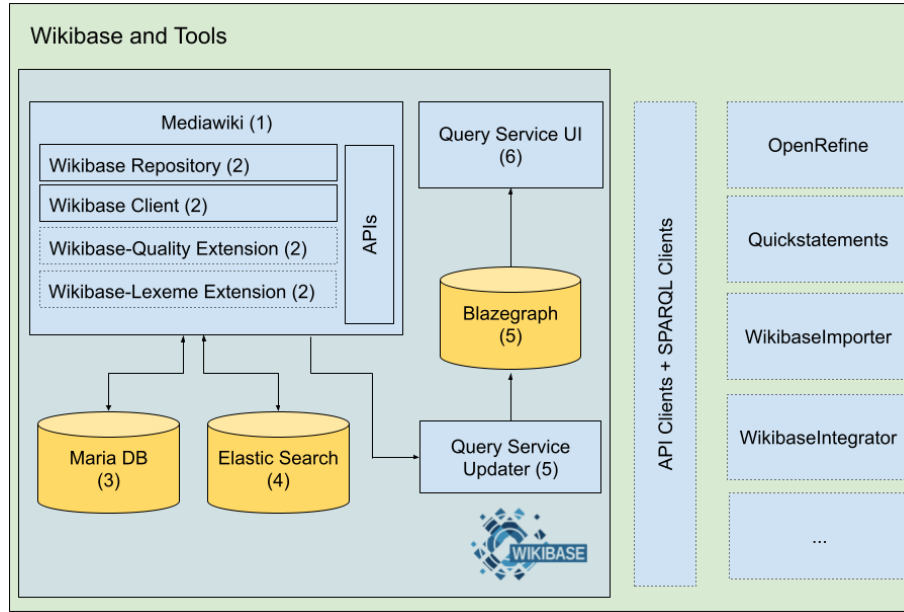 Wikibase and Tools
Mediawiki (1)
Wikibase Repository (2)
Wikibase Client (2)
Wikibase-Quality Extension (2)
Wikibase-Lexeme Extension (2)
APIs
Query Service UI
(6)
Blazegraph
(5)
Maria DB
(3)
Elastic Search
(4)
Query Service
Updater (5)
WIKIBASE
API Clients + SPARQL Clients
OpenRefine
Quickstatements
WikibaseImporter
WikibaseIntegrator
...